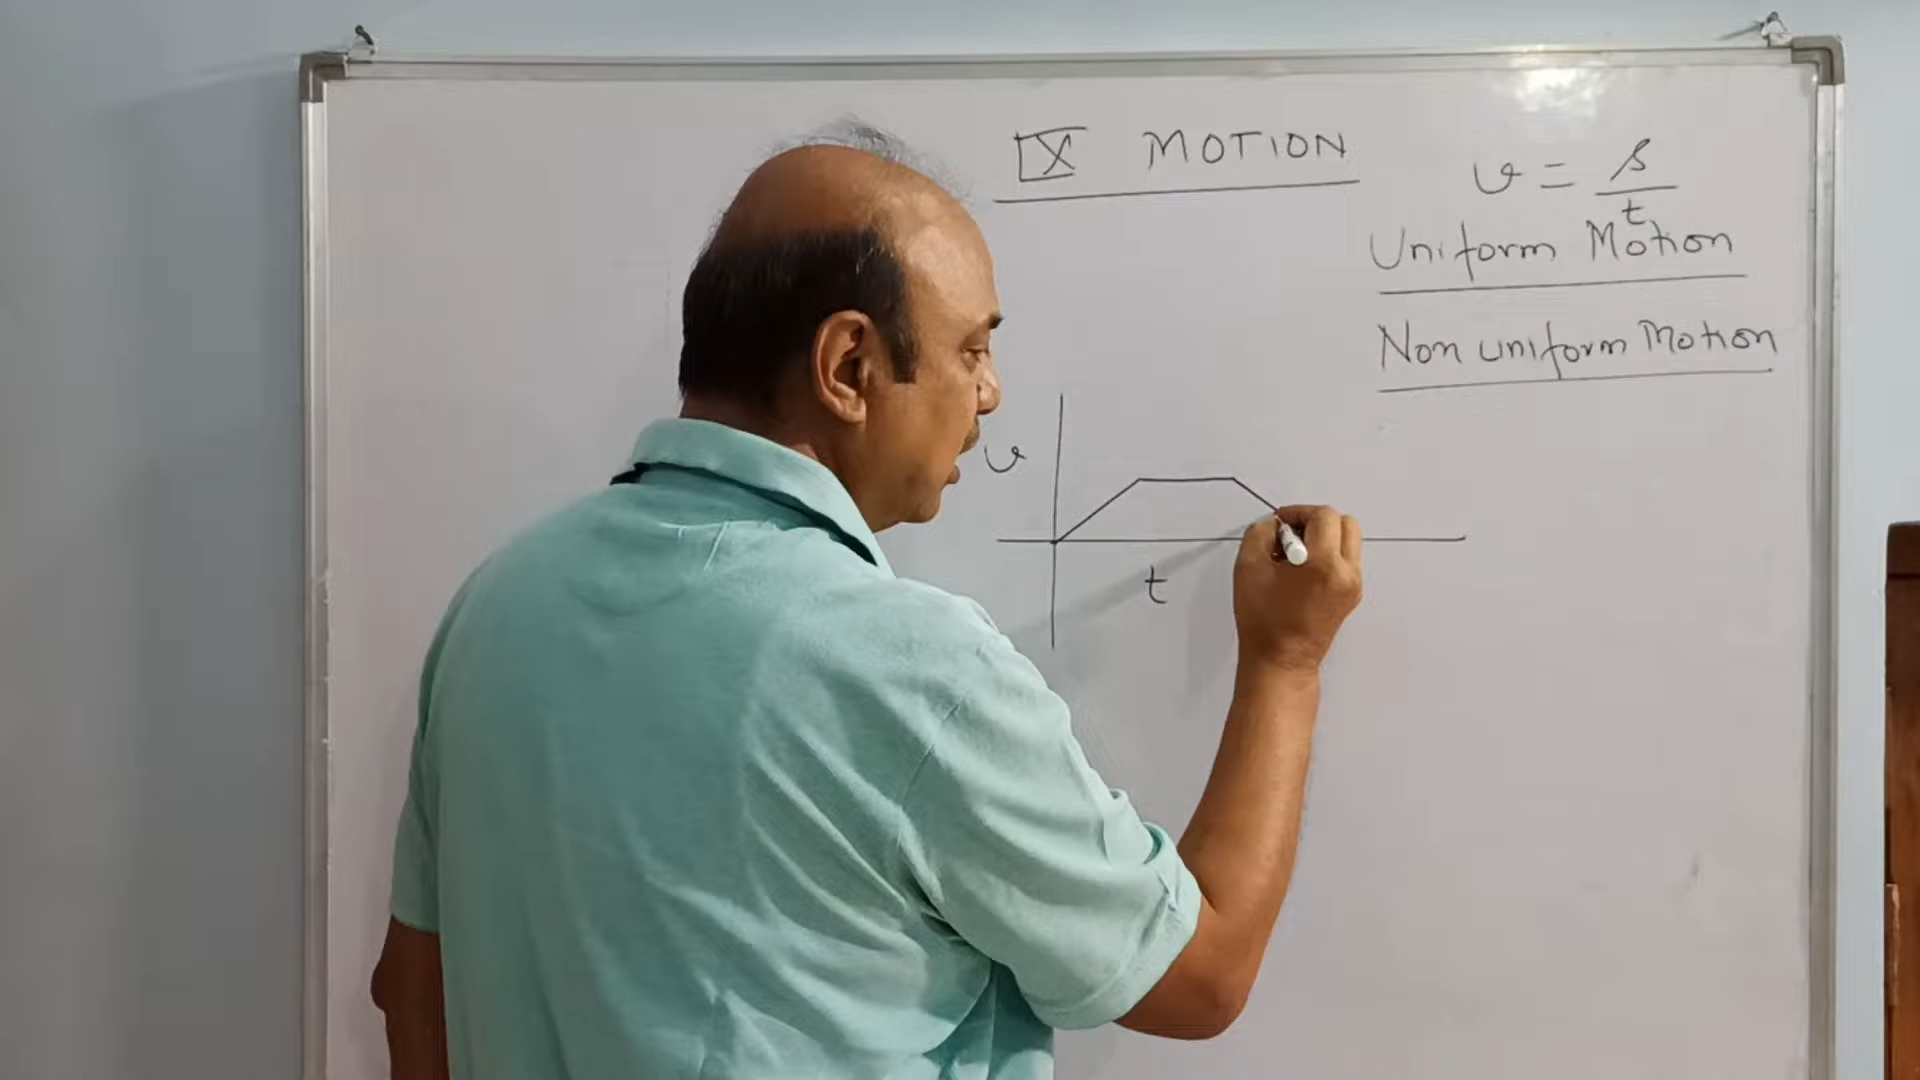 IX MOTION
v = s/t
Uniform Motion
Non uniform Motion
v
t